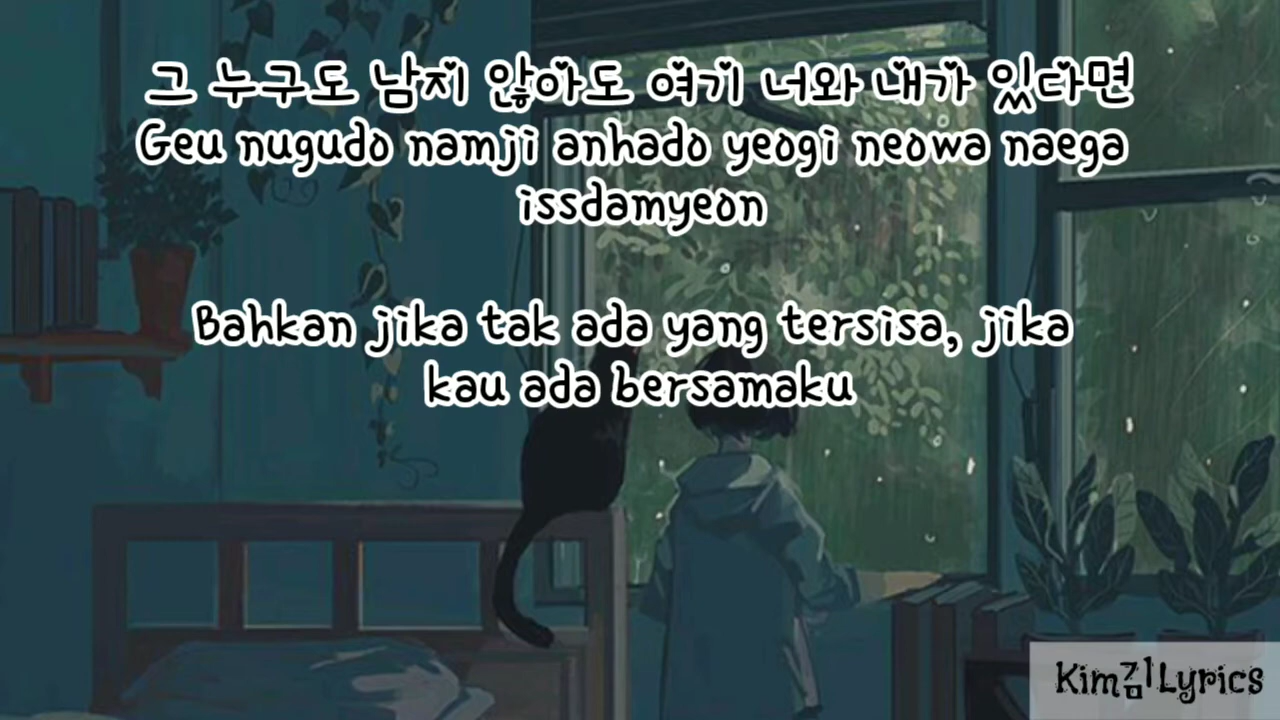 그 누구도 남지 않아도 여기 너와 내가 있다면
Geu nugudo namji anhado yeogi neowa naega
issdamyeon
Bahkan jika tak ada yang tersisa, jika
kau ada bersamaku
Kim김Lyrics